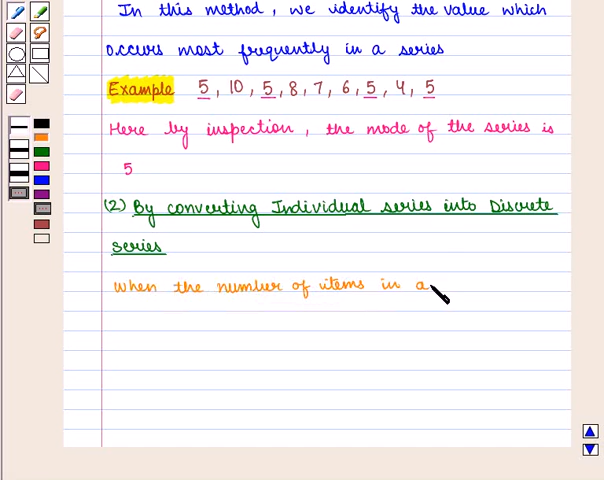 In this method, we identify the value which
occurs most frequently in a series
Example 5, 10, 5, 8, 7, 6, 5, 4, 5
Here by inspection, the mode of the series is
5
(2) By converting Individual series into Discrete
series
When the number of items in a